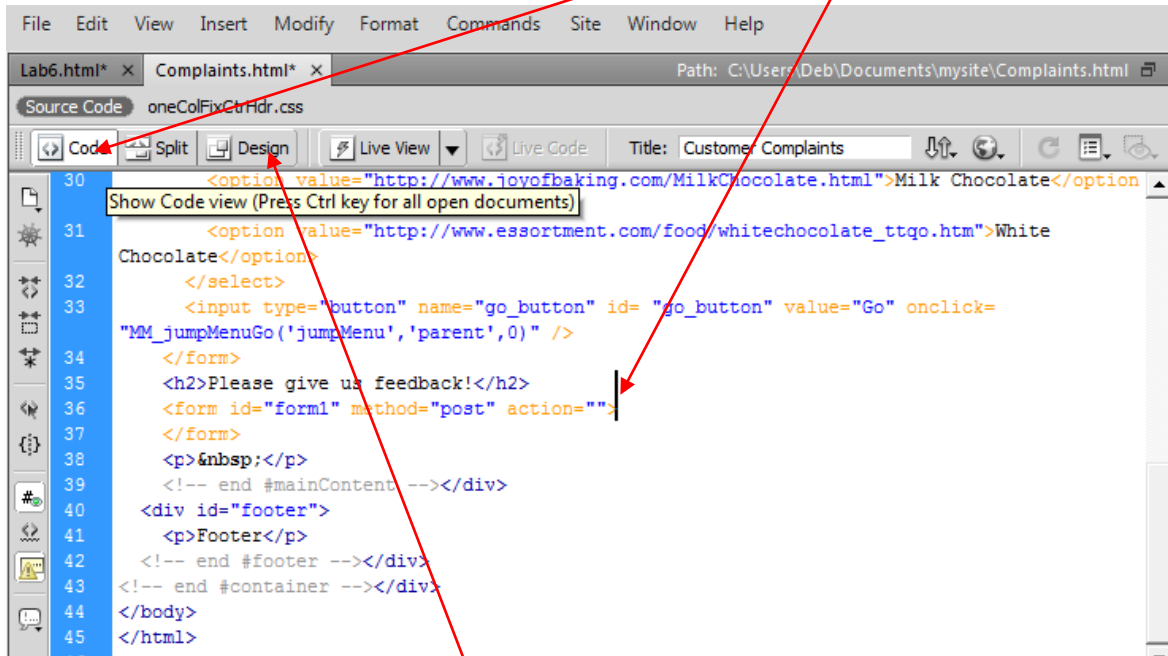 File Edit View Insert Modify Format Commands Site Window Help
Lab6.html* × Complaints.html* × Path: C:\Users\Deb\Documents\mysite\Complaints.html
Source Code oneColFixCtrHdr.css
Code Split Design Live View Live Code Title: Customer Complaints
30 <option value="http://www.joyofbaking.com/MilkChocolate.html">Milk Chocolate</option
Show Code view (Press Ctrl key for all open documents)
31 <option value="http://www.essortment.com/food/whitechocolate_ttqo.htm">White
Chocolate</option>
32 </select>
33 <input type="button" name="go_button" id= "go_button" value="Go" onclick=
"MM_jumpMenuGo('jumpMenu','parent',0)" />
34 </form>
35 <h2>Please give us feedback!</h2>
36 <form id="form1" method="post" action="">
37 </form>
38 <p>&nbsp;</p>
39 <!-- end #mainContent --></div>
40 <div id="footer">
41 <p>Footer</p>
42 <!-- end #footer --></div>
43 <!-- end #container --></div>
44 </body>
45 </html>